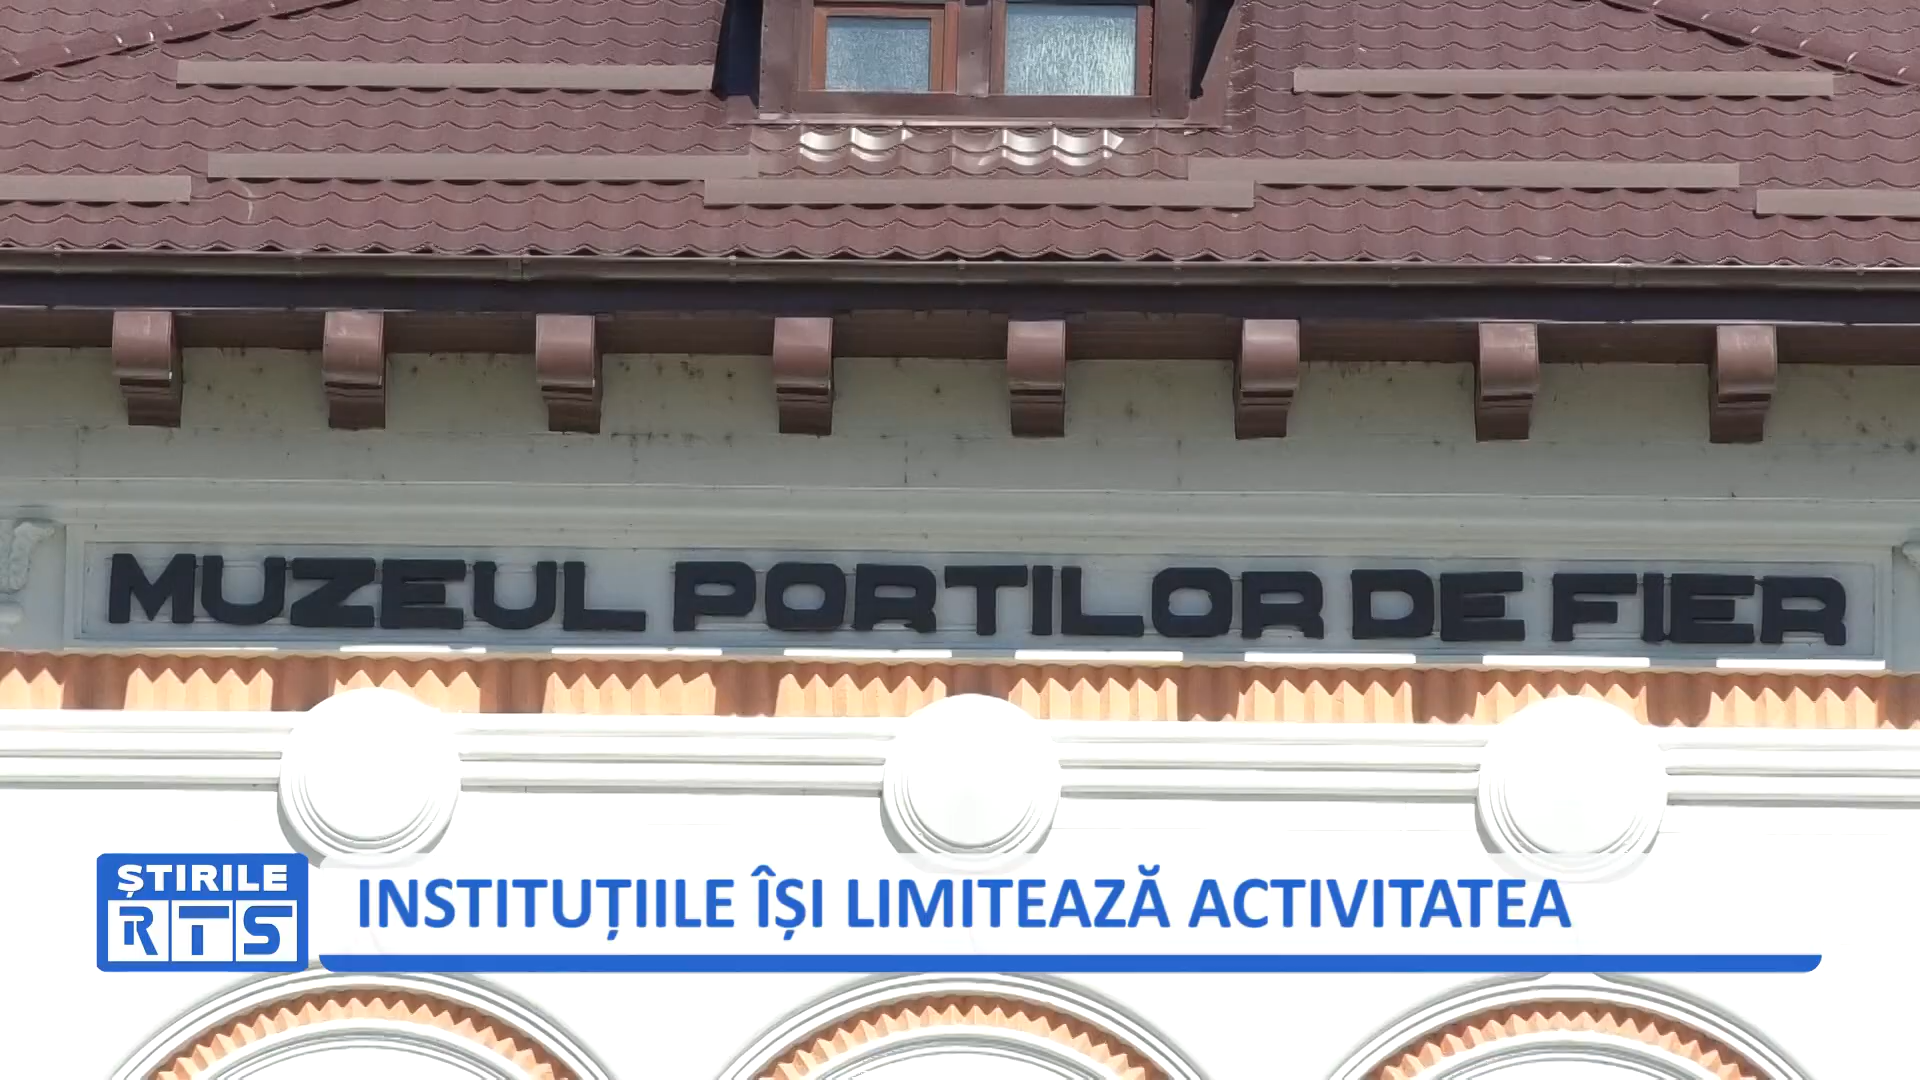 MUZEUL PORTILOR DE FIER
ȘTIRILE
RTS
INSTITUȚIILE ÎȘI LIMITEAZĂ ACTIVITATEA